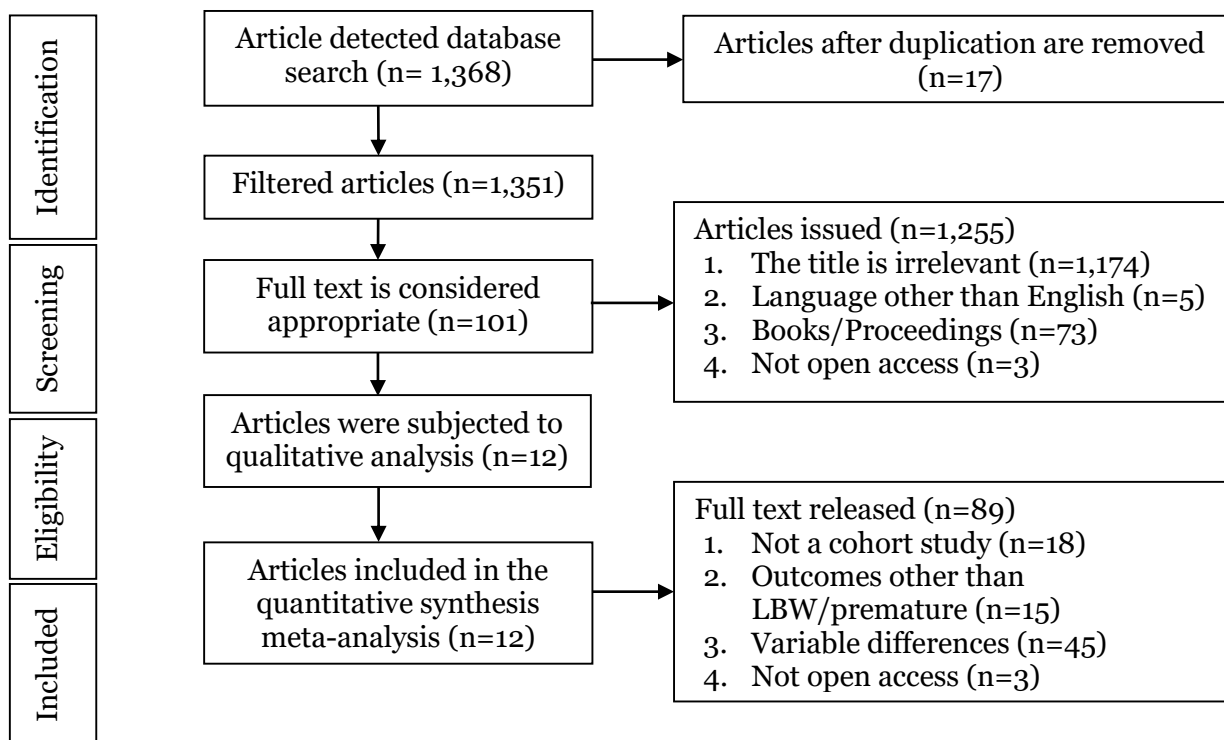 Identification
Screening
Eligibility
Included
Article detected database
search (n= 1,368)
Articles after duplication are removed
(n=17)
Filtered articles (n=1,351)
Full text is considered
appropriate (n=101)
Articles issued (n=1,255)
1. The title is irrelevant (n=1,174)
2. Language other than English (n=5)
3. Books/Proceedings (n=73)
4. Not open access (n=3)
Articles were subjected to
qualitative analysis (n=12)
Articles included in the
quantitative synthesis
meta-analysis (n=12)
Full text released (n=89)
1. Not a cohort study (n=18)
2. Outcomes other than
LBW/premature (n=15)
3. Variable differences (n=45)
4. Not open access (n=3)